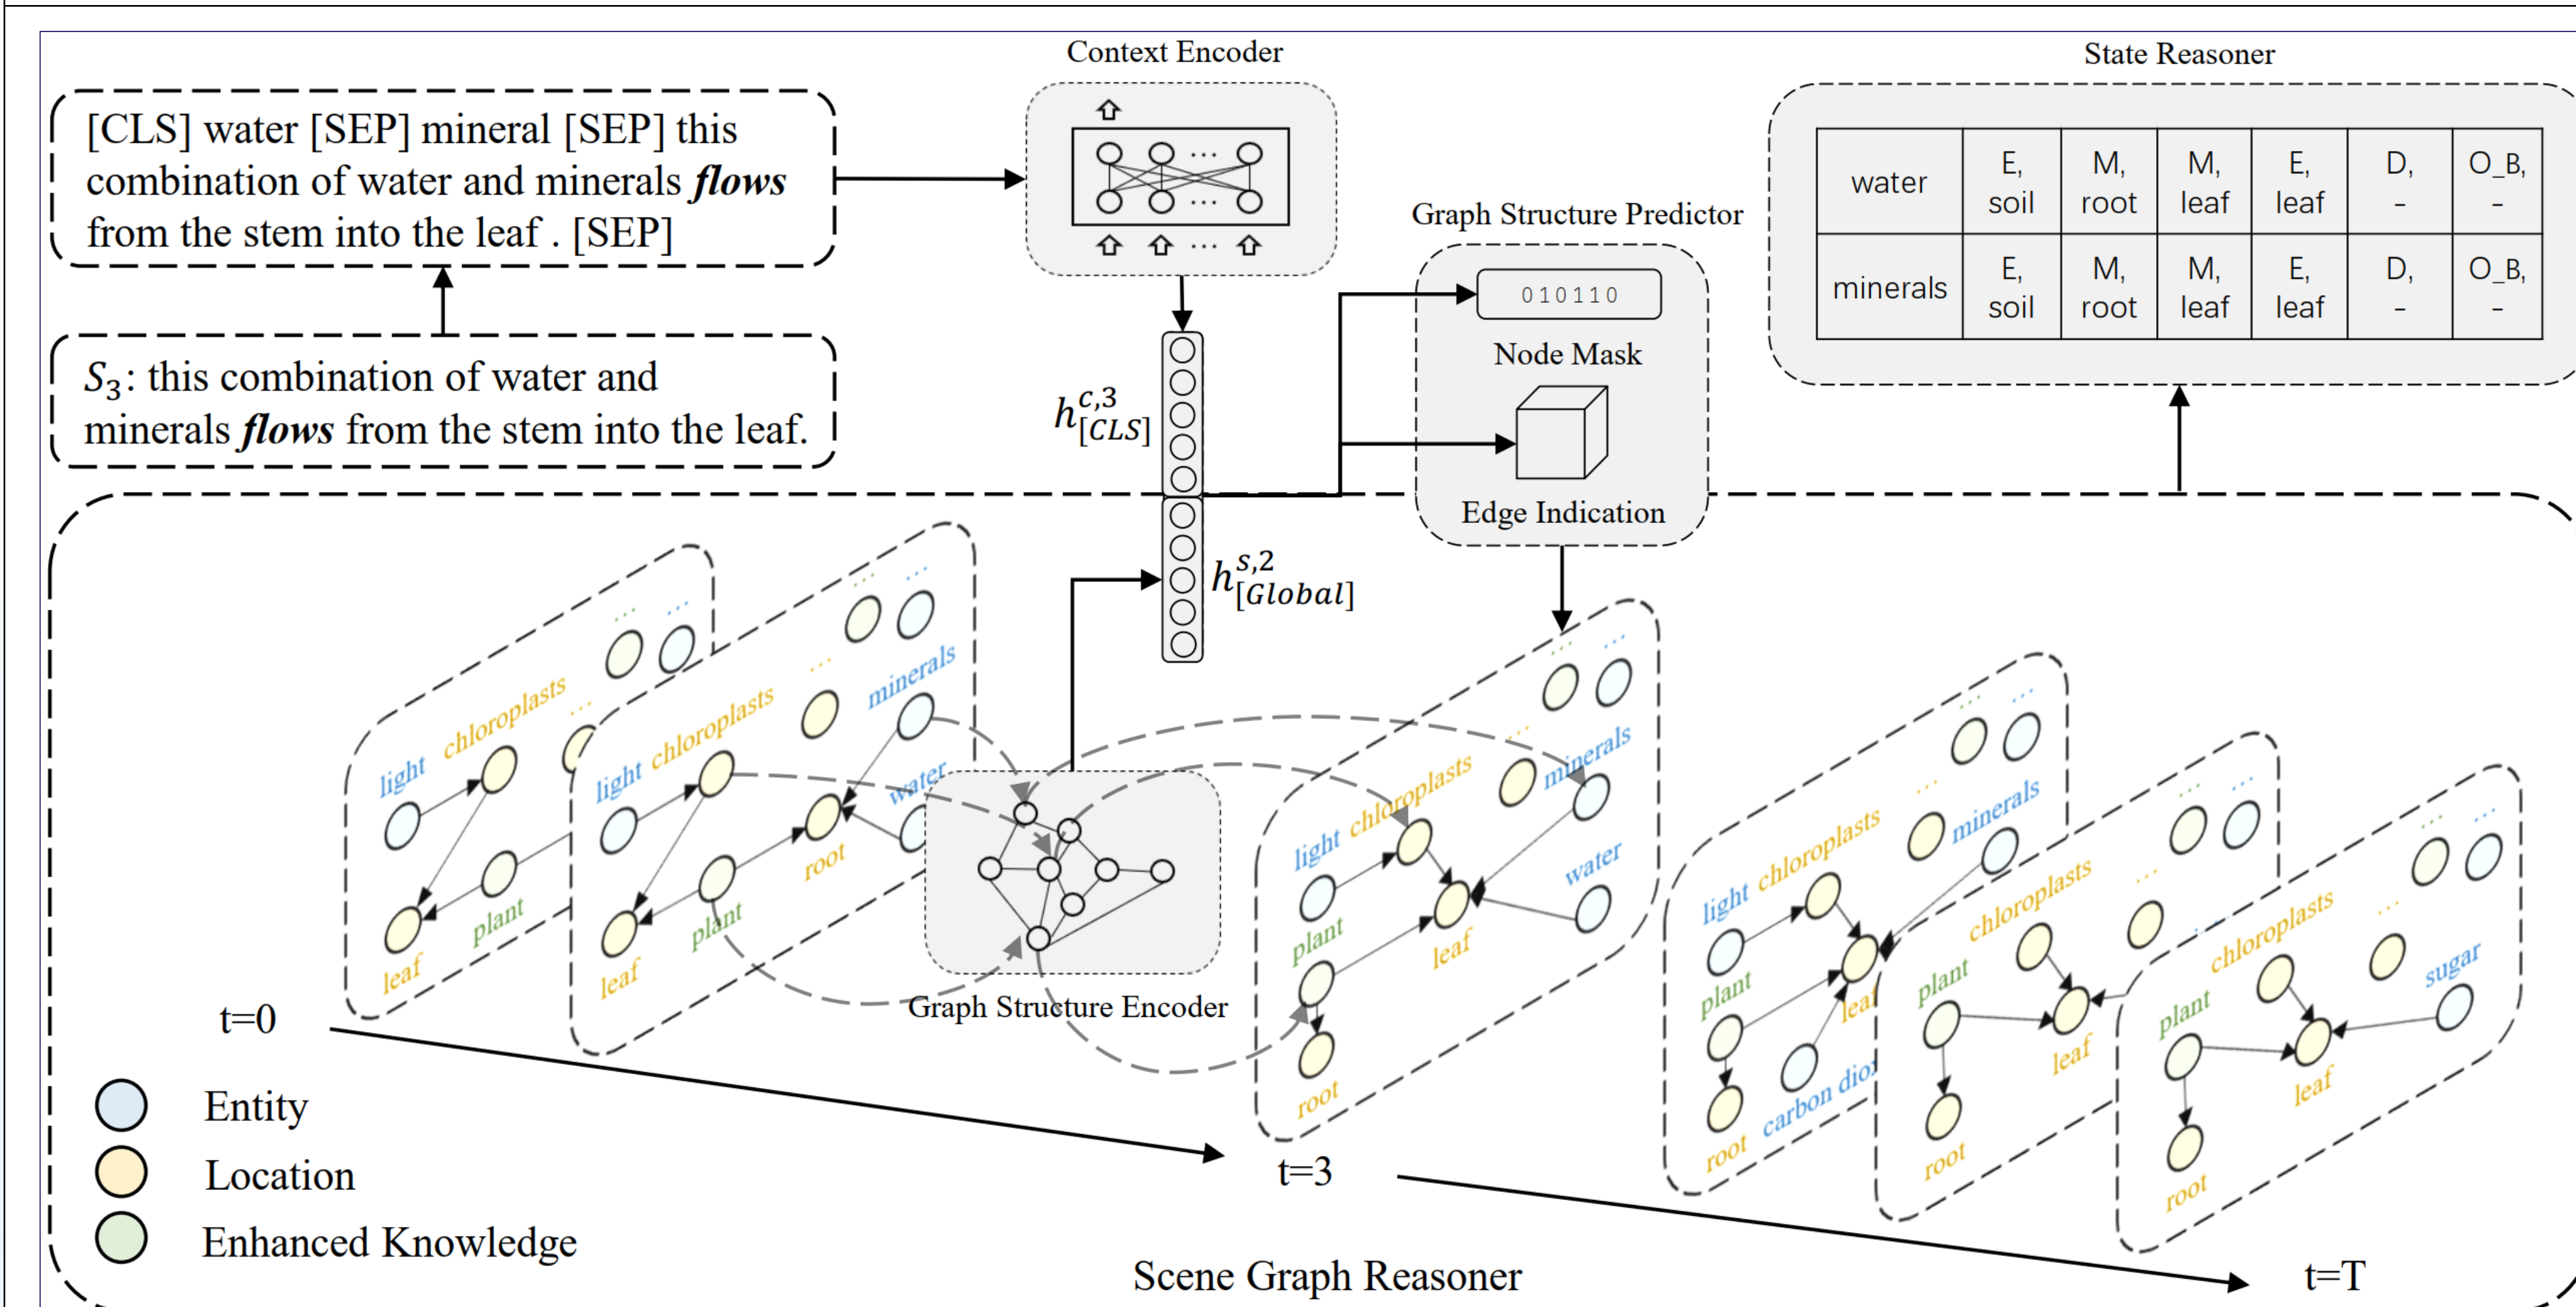 Context Encoder
State Reasoner
[CLS] water [SEP] mineral [SEP] this
combination of water and minerals flows
from the stem into the leaf . [SEP]
S3: this combination of water and
minerals flows from the stem into the leaf.
Graph Structure Predictor
010110
Node Mask
Edge Indication
water E, soil M, root M, leaf E, leaf D, - O_B, -
minerals E, soil M, root M, leaf E, leaf D, - O_B, -
h[CLS]^c,3
h[Global]^s,2
...
...
light
chloroplasts
...
plant
leaf
...
...
light
chloroplasts
...
minerals
water
root
plant
leaf
Graph Structure Encoder
...
...
light
chloroplasts
...
minerals
water
plant
leaf
root
...
...
light
chloroplasts
...
minerals
plant
leaf
carbon diox
root
...
...
chloroplasts
...
plant
leaf
root
...
...
chloroplasts
...
sugar
plant
leaf
root
t=0
t=3
t=T
Entity
Location
Enhanced Knowledge
Scene Graph Reasoner